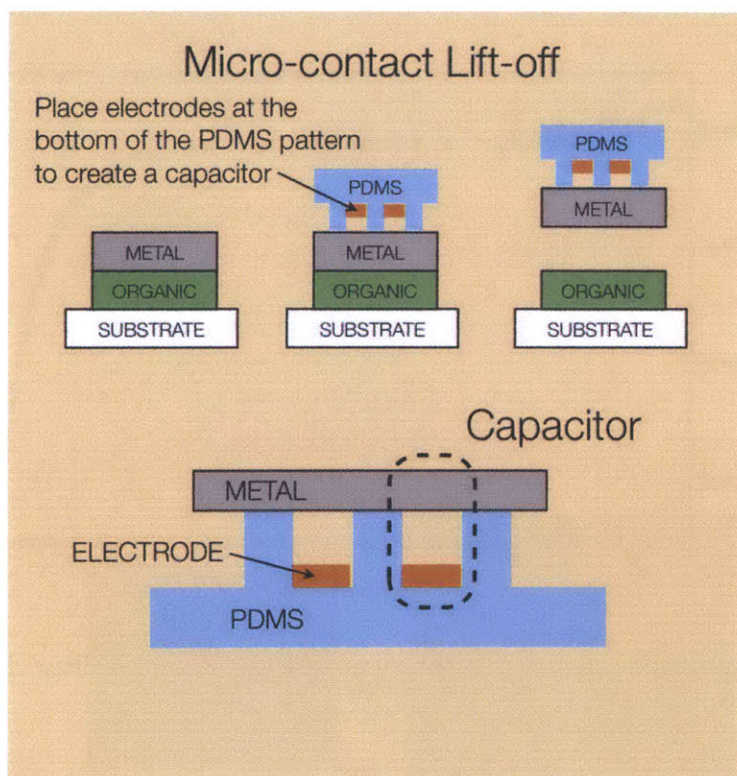 Micro-contact Lift-off
Place electrodes at the
bottom of the PDMS pattern
to create a capacitor
PDMS
PDMS
METAL
METAL
METAL
ORGANIC
ORGANIC
ORGANIC
SUBSTRATE
SUBSTRATE
SUBSTRATE
Capacitor
METAL
ELECTRODE
PDMS